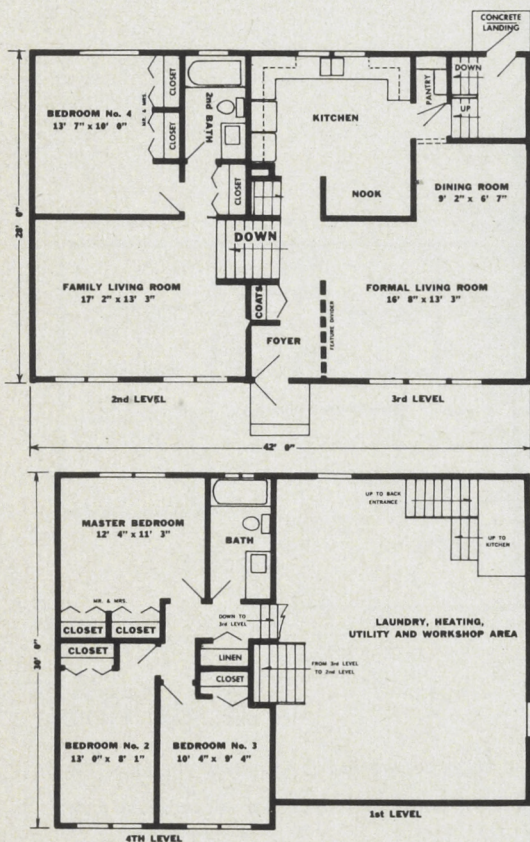 CONCRETE
LANDING
CLOSET
DOWN
BEDROOM No. 4
13' 7" x 10' 0"
MR. & MRS.
CLOSET
2nd BATH
KITCHEN
PANTRY
UP
CLOSET
NOOK
DINING ROOM
9' 2" x 6' 7"
28' 0"
DOWN
FAMILY LIVING ROOM
17' 2" x 13' 3"
COATS
FORMAL LIVING ROOM
16' 8" x 13' 3"
FEATURE DIVIDER
FOYER
2nd LEVEL
3rd LEVEL
42' 0"
UP TO BACK
ENTRANCE
MASTER BEDROOM
12' 4" x 11' 3"
BATH
UP TO
KITCHEN
MR. & MRS.
CLOSET
CLOSET
DOWN TO
3rd LEVEL
LAUNDRY, HEATING,
UTILITY AND WORKSHOP AREA
CLOSET
LINEN
FROM 3rd LEVEL
TO 2nd LEVEL
CLOSET
30' 0"
BEDROOM No. 2
13' 0" x 8' 1"
BEDROOM No. 3
10' 4" x 9' 4"
1st LEVEL
4TH LEVEL